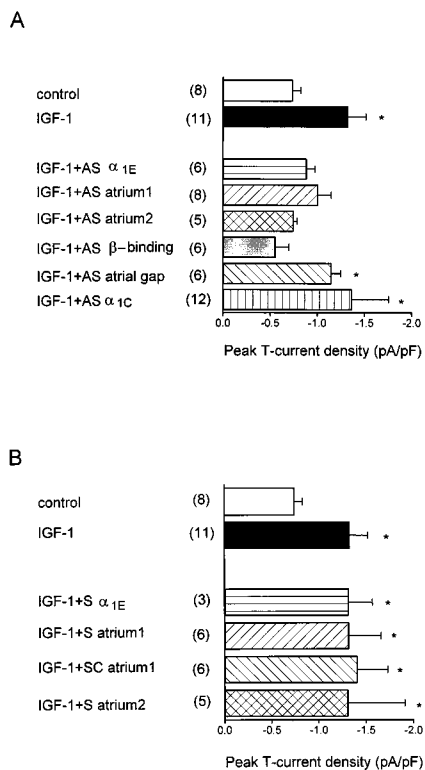 A
control (8)
IGF-1 (11) *
IGF-1+AS α1E (6)
IGF-1+AS atrium1 (8)
IGF-1+AS atrium2 (5)
IGF-1+AS β-binding (6)
IGF-1+AS atrial gap (6) *
IGF-1+AS α1C (12) *
0.0 -0.5 -1.0 -1.5 -2.0
Peak T-current density (pA/pF)
B
control (8)
IGF-1 (11) *
IGF-1+S α1E (3) *
IGF-1+S atrium1 (6) *
IGF-1+SC atrium1 (6) *
IGF-1+S atrium2 (5) *
0.0 -0.5 -1.0 -1.5 -2.0
Peak T-current density (pA/pF)